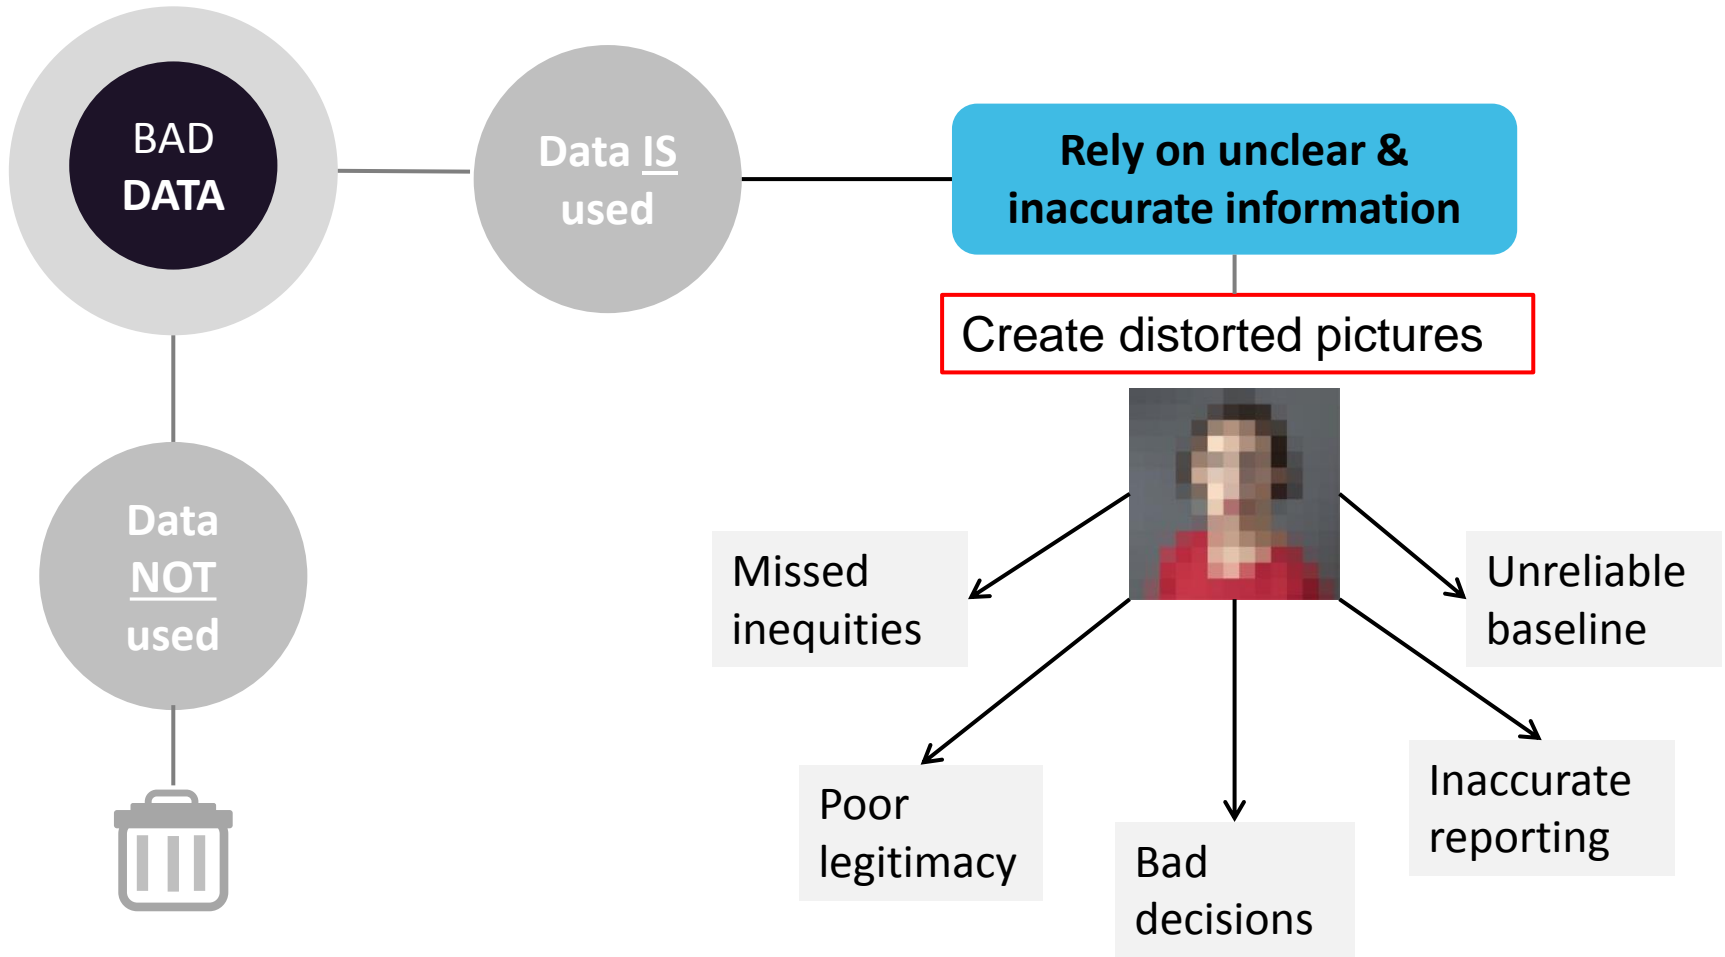 BAD
DATA
Data IS
used
Rely on unclear &
inaccurate information
Create distorted pictures
Data
NOT
used
Missed
inequities
Unreliable
baseline
Poor
legitimacy
Bad
decisions
Inaccurate
reporting